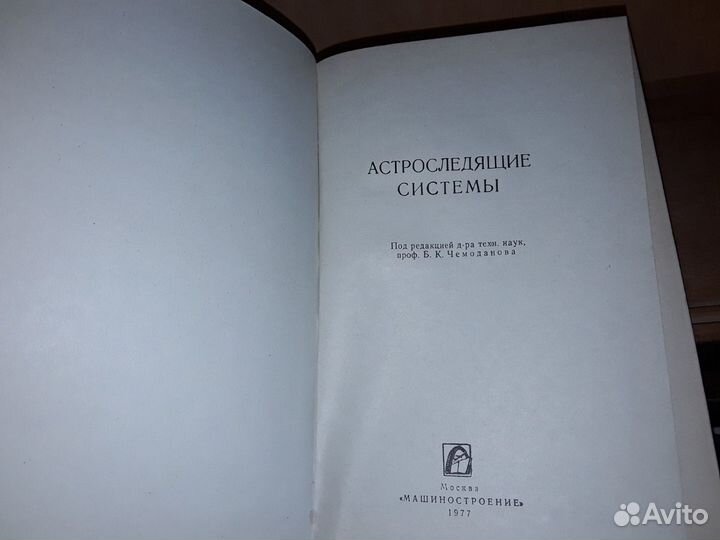 АСТРОСЛЕДЯЩИЕ
СИСТЕМЫ
Под редакцией д-ра техн. наук,
проф. Б. К. Чемоданова
Москва
«МАШИНОСТРОЕНИЕ»
1977
Avito